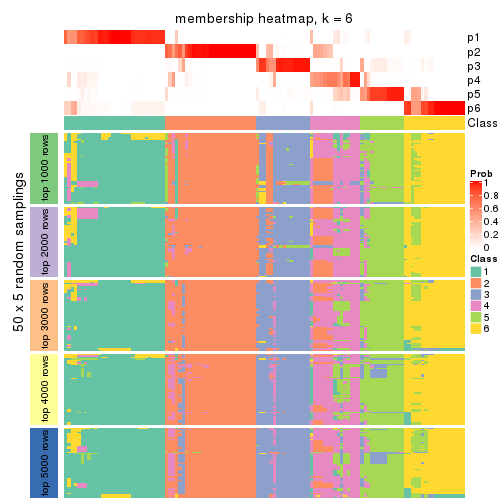 membership heatmap, k = 6
p1
p2
p3
p4
p5
p6
Class
50 x 5 random samplings
top 1000 rows
top 2000 rows
top 3000 rows
top 4000 rows
top 5000 rows
Prob
1
0.8
0.6
0.4
0.2
0
Class
1
2
3
4
5
6